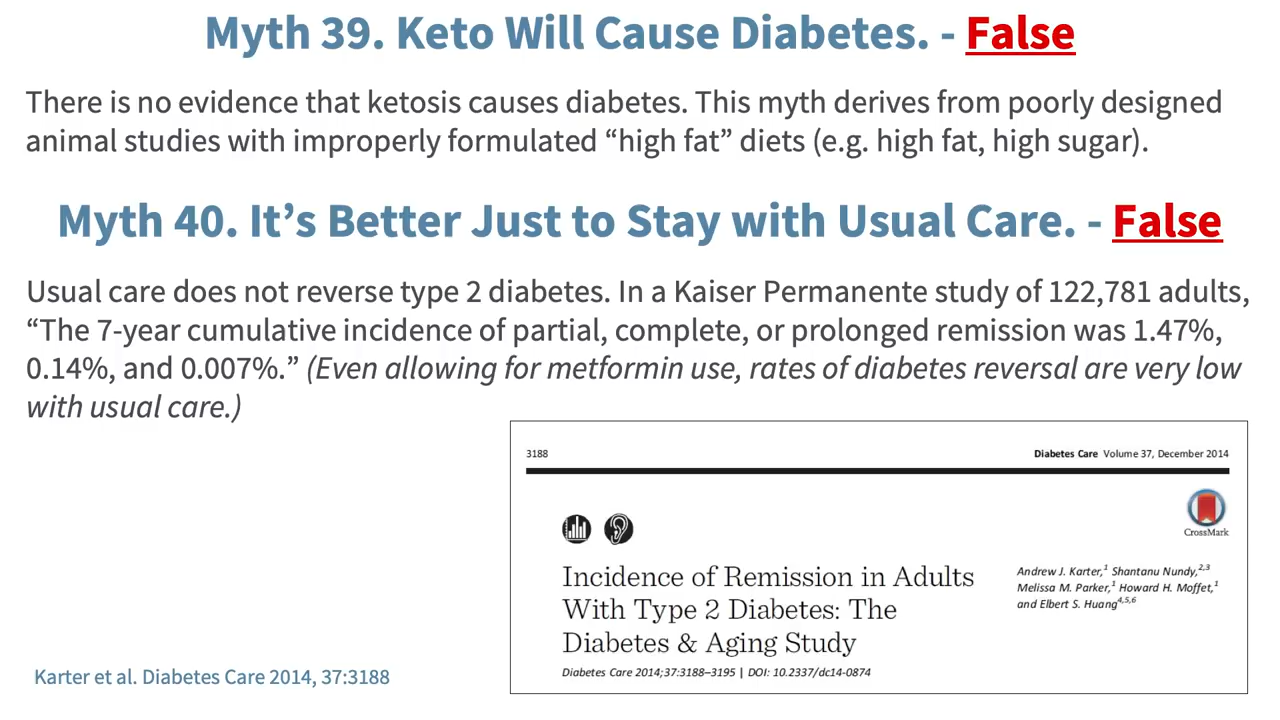 Myth 39. Keto Will Cause Diabetes. - False
There is no evidence that ketosis causes diabetes. This myth derives from poorly designed
animal studies with improperly formulated “high fat” diets (e.g. high fat, high sugar).
Myth 40. It’s Better Just to Stay with Usual Care. - False
Usual care does not reverse type 2 diabetes. In a Kaiser Permanente study of 122,781 adults,
“The 7-year cumulative incidence of partial, complete, or prolonged remission was 1.47%,
0.14%, and 0.007%.” (Even allowing for metformin use, rates of diabetes reversal are very low
with usual care.)
3188
Diabetes Care Volume 37, December 2014
CrossMark
Incidence of Remission in Adults
With Type 2 Diabetes: The
Diabetes & Aging Study
Andrew J. Karter,1 Shantanu Nundy,2,3
Melissa M. Parker,1 Howard H. Moffet,1
and Elbert S. Huang4,5,6
Diabetes Care 2014;37:3188–3195 | DOI: 10.2337/dc14-0874
Karter et al. Diabetes Care 2014, 37:3188